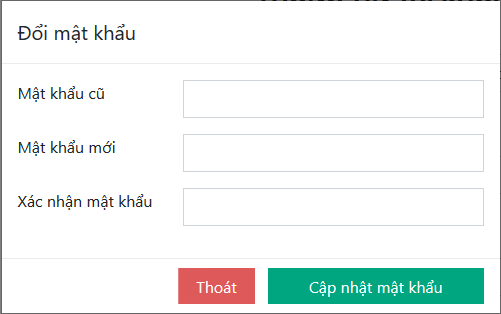 Đổi mật khẩu
Mật khẩu cũ
Mật khẩu mới
Xác nhận mật khẩu
Thoát
Cập nhật mật khẩu